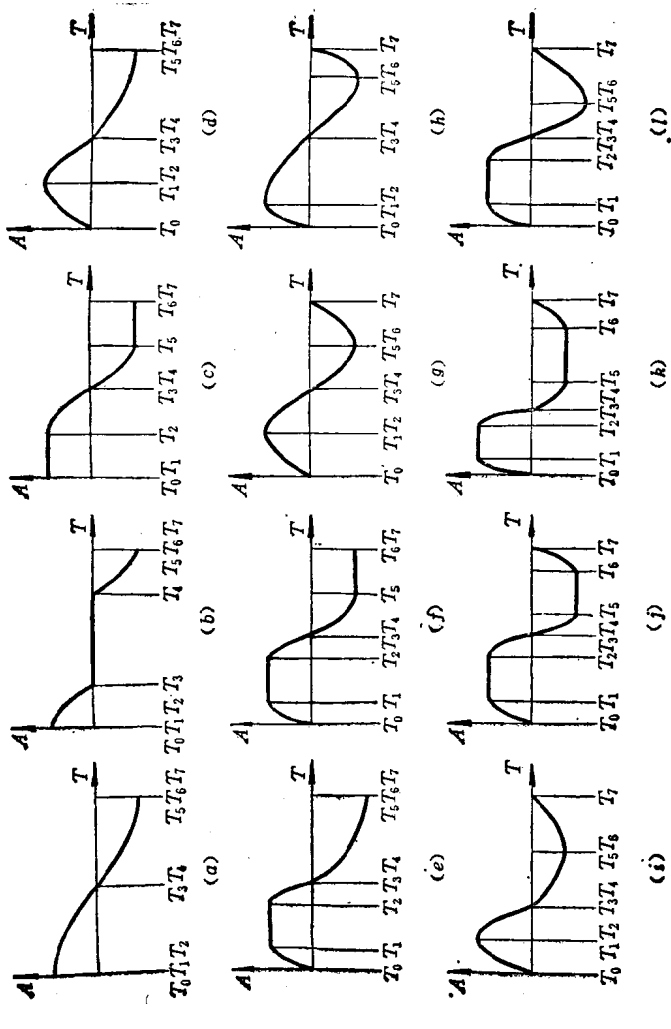 A
T
T₀T₁T₂ T₃T₄ T₅T₆T₇
(a)
A
T
T₀T₁T₂ T₃ T₄ T₅T₆T₇
(b)
A
T
T₀T₁ T₂ T₃T₄ T₅ T₆T₇
(c)
A
T
T₀ T₁T₂ T₃T₄ T₅T₆T₇
(d)
A
T
T₀ T₁ T₂ T₃T₄ T₅T₆T₇
(e)
A
T
T₀ T₁ T₂T₃T₄ T₅ T₆T₇
(f)
A
T
T₀ T₁T₂ T₃T₄ T₅T₆ T₇
(g)
A
T
T₀T₁T₂ T₃T₄ T₅T₆ T₇
(h)
A
T
T₀ T₁T₂ T₃T₄ T₅T₆ T₇
(i)
A
T
T₀ T₁ T₂T₃T₄T₅ T₆ T₇
(j)
A
T
T₀T₁ T₂T₃T₄T₅ T₆ T₇
(k)
A
T
T₀T₁ T₂T₃T₄ T₅T₆ T₇
(l)